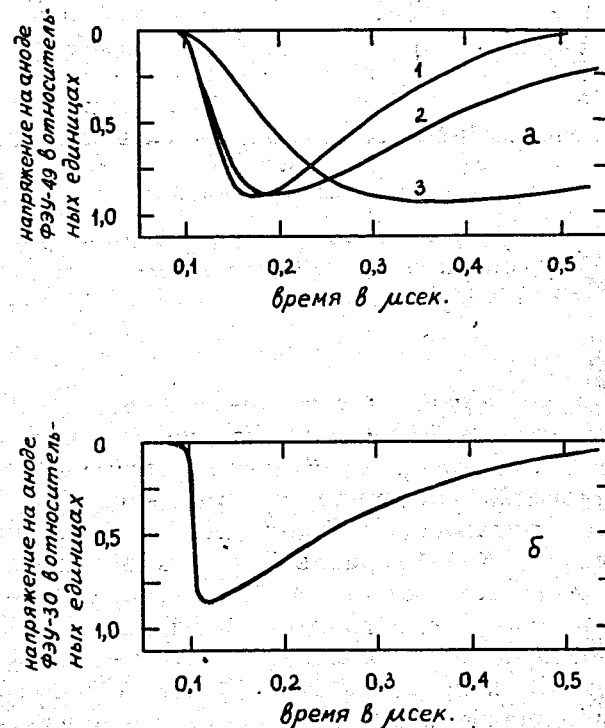 напряжение на аноде
ФЭУ-49 в относитель-
ных единицах
0
0,5
1,0
1
2
3
а
0,1 0,2 0,3 0,4 0,5
время в μсек.
напряжение на аноде
ФЭУ-30 в относитель-
ных единицах
0
0,5
1,0
б
0,1 0,2 0,3 0,4 0,5
время в μсек.